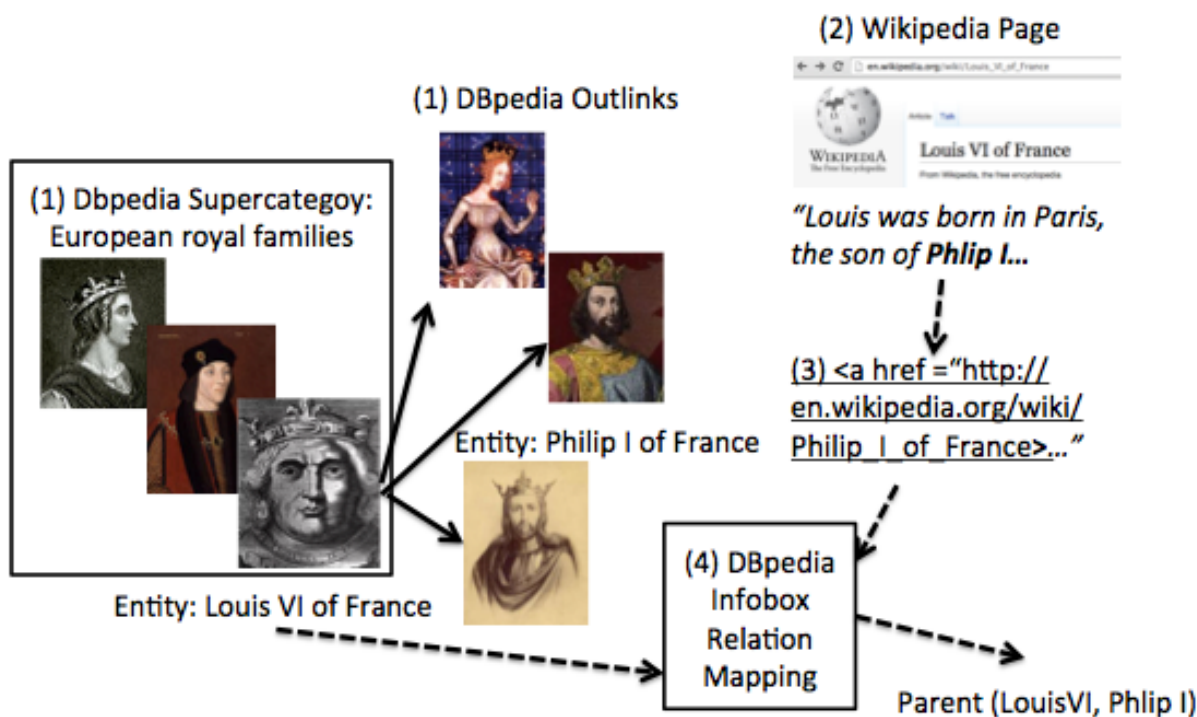 (2) Wikipedia Page
en.wikipedia.org/wiki/Louis_VI_of_France
Article Talk
WIKIPEDIA
The Free Encyclopedia
Louis VI of France
From Wikipedia, the free encyclopedia
(1) DBpedia Outlinks
(1) Dbpedia Supercategoy:
European royal families
“Louis was born in Paris,
the son of Phlip I…
(3) <a href =“http://
en.wikipedia.org/wiki/
Philip_I_of_France>…”
Entity: Philip I of France
Entity: Louis VI of France
(4) DBpedia
Infobox
Relation
Mapping
Parent (LouisVI, Phlip I)